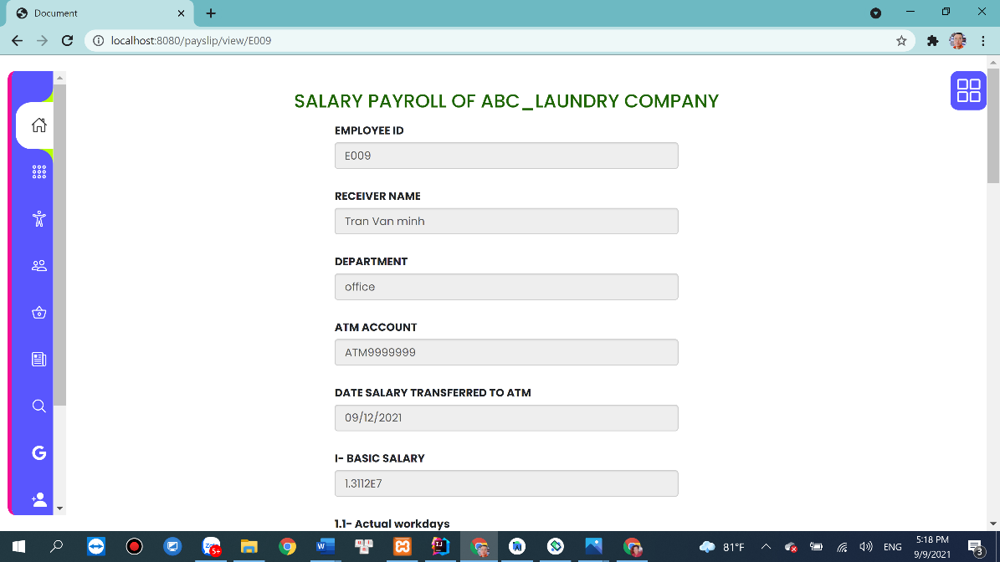 Document
localhost:8080/payslip/view/E009
SALARY PAYROLL OF ABC_LAUNDRY COMPANY
EMPLOYEE ID
E009
RECEIVER NAME
Tran Van minh
DEPARTMENT
office
ATM ACCOUNT
ATM9999999
DATE SALARY TRANSFERRED TO ATM
09/12/2021
I- BASIC SALARY
1.3112E7
1.1- Actual workdays
G
Zalo
5+
W
IJ
81°F
ENG
5:18 PM
9/9/2021
3